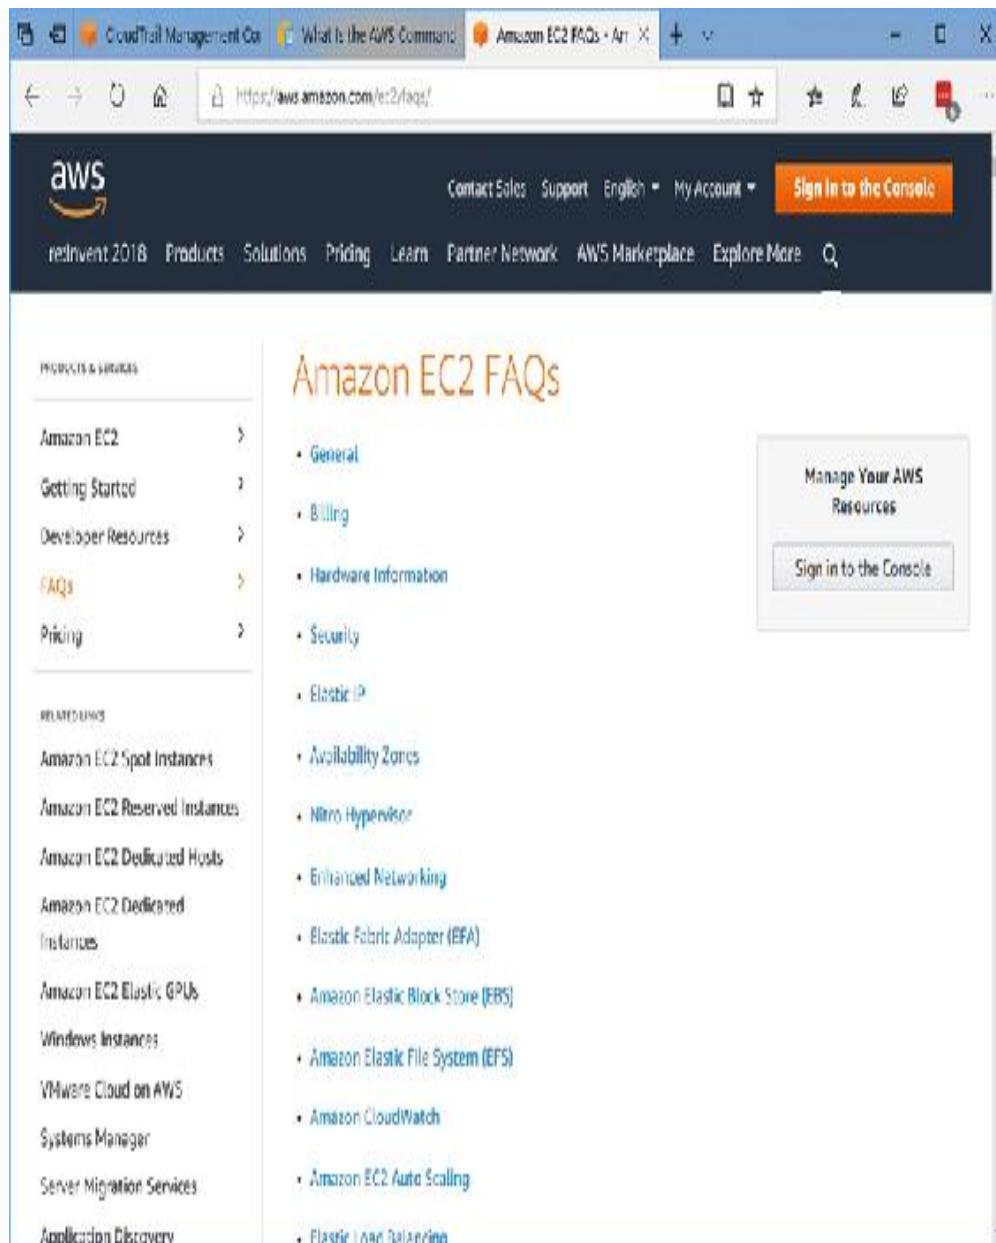 CloudTrail Management Con
What Is the AWS Command
Amazon EC2 FAQs - Am
https://aws.amazon.com/ec2/faqs/
aws
Contact Sales Support English My Account Sign In to the Console
re:Invent 2018 Products Solutions Pricing Learn Partner Network AWS Marketplace Explore More
PRODUCTS & SERVICES
Amazon EC2
Getting Started
Developer Resources
FAQs
Pricing
RELATED LINKS
Amazon EC2 Spot Instances
Amazon EC2 Reserved Instances
Amazon EC2 Dedicated Hosts
Amazon EC2 Dedicated
Instances
Amazon EC2 Elastic GPUs
Windows Instances
VMware Cloud on AWS
Systems Manager
Server Migration Services
Application Discovery
Amazon EC2 FAQs
• General
• Billing
• Hardware Information
• Security
• Elastic IP
• Availability Zones
• Nitro Hypervisor
• Enhanced Networking
• Elastic Fabric Adapter (EFA)
• Amazon Elastic Block Store (EBS)
• Amazon Elastic File System (EFS)
• Amazon CloudWatch
• Amazon EC2 Auto Scaling
• Elastic Load Balancing
Manage Your AWS
Resources
Sign in to the Console